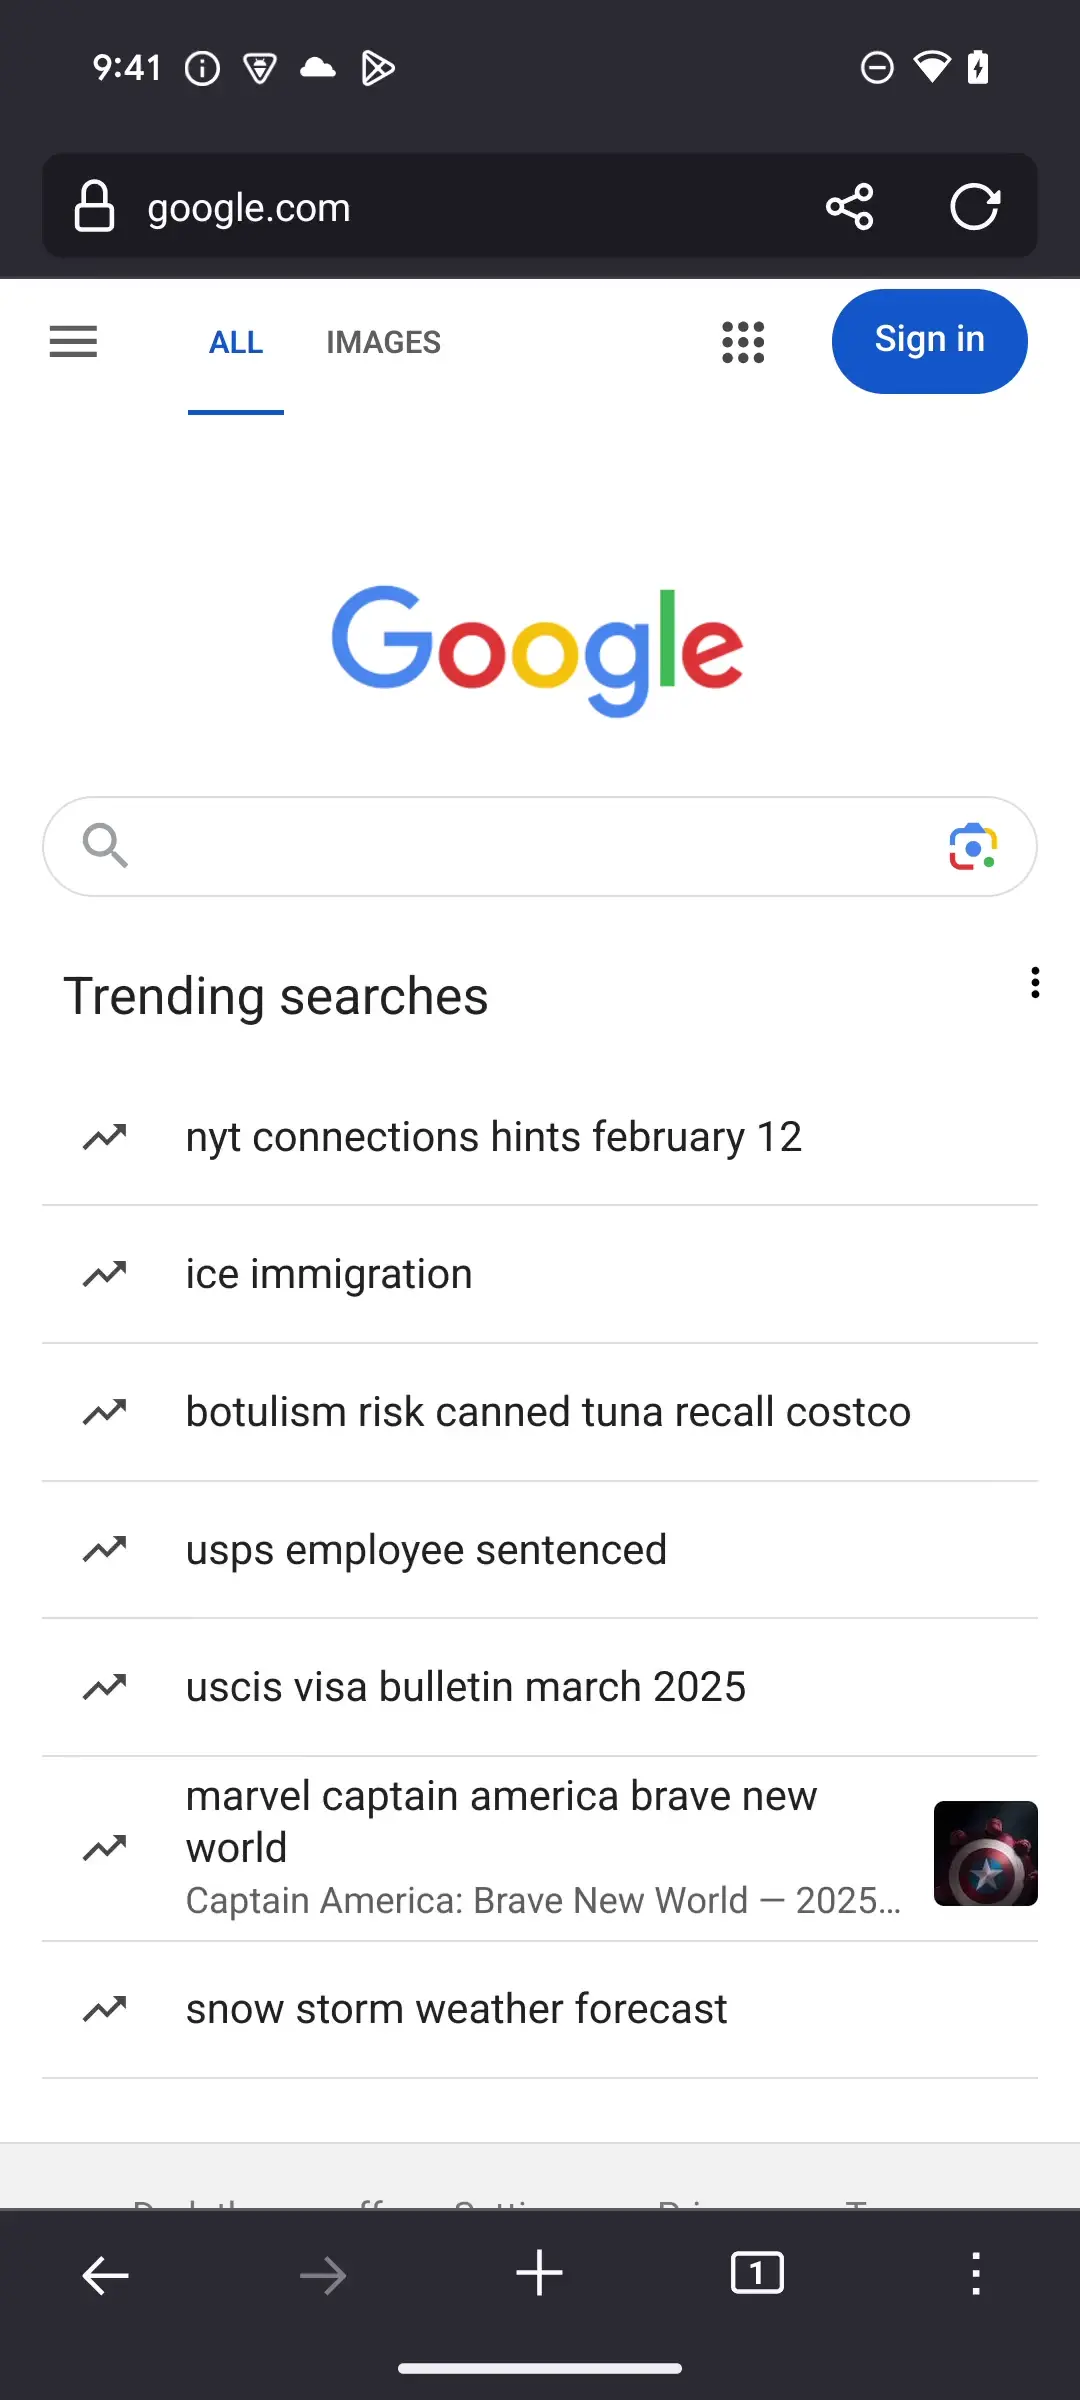 9:41
google.com
ALL IMAGES Sign in
Google
Trending searches
nyt connections hints february 12
ice immigration
botulism risk canned tuna recall costco
usps employee sentenced
uscis visa bulletin march 2025
marvel captain america brave new
world
Captain America: Brave New World — 2025...
snow storm weather forecast
1